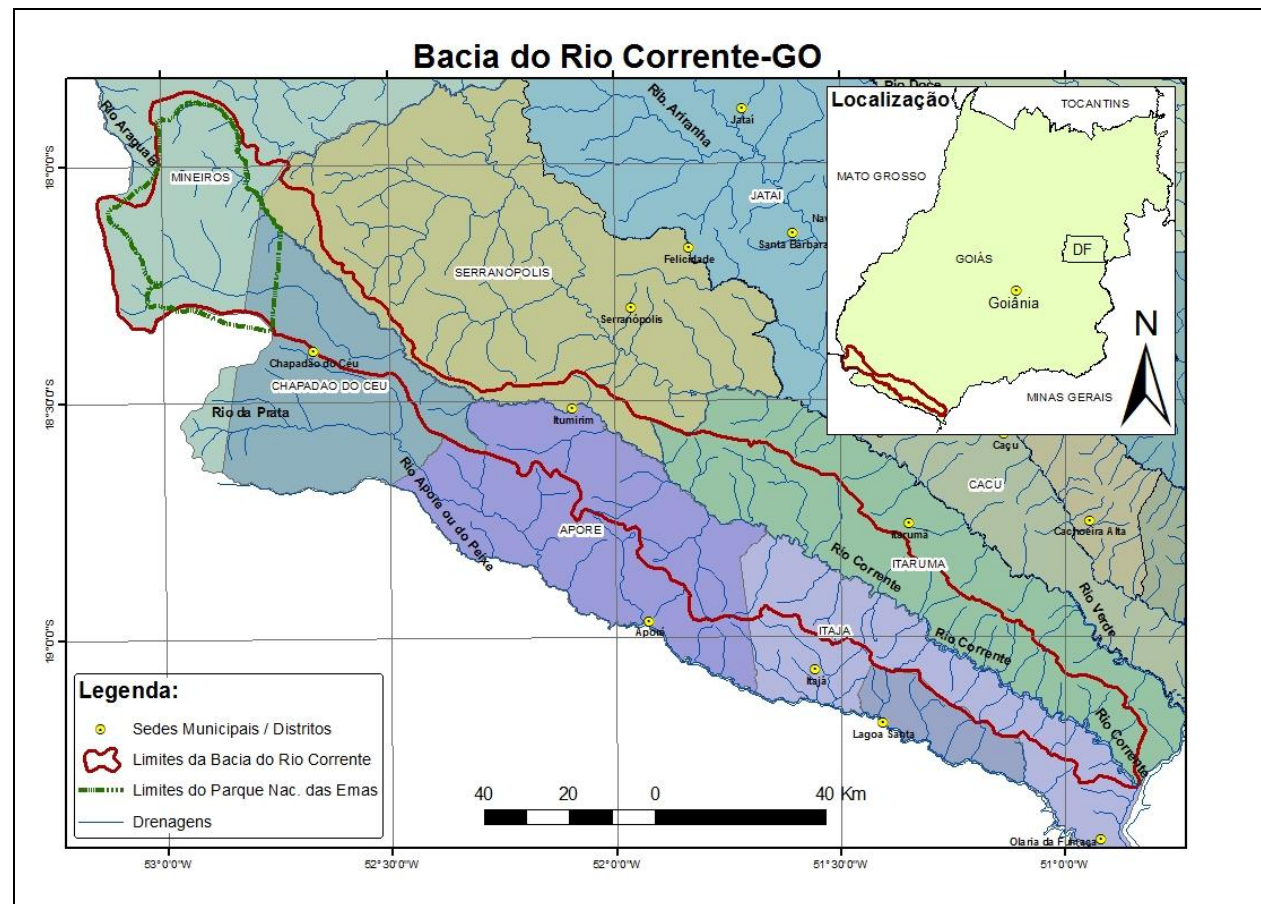 Bacia do Rio Corrente-GO
Rio Doce
Localização
TOCANTINS
MATO GROSSO
GOIÁS
DF
Goiânia
MINAS GERAIS
N
Rio Araguaia
Rib. Ariranha
Jatai
MINEIROS
JATAI
Nav
Santa Bárbara
Felicidade
SERRANOPOLIS
Serranópolis
Chapadão do Ceu
CHAPADAO DO CEU
Rio da Prata
Itumirim
Caçu
CACU
Cachoeira Alta
Rio Apore ou do Peixe
APORE
Itarumã
ITARUMA
Rio Corrente
Rio Verde
Rio Corrente
Aporé
ITAJA
Itajá
Lagoa Santa
Rio Corrente
Olaria da Fumaça
18°0'0"S
18°30'0"S
19°0'0"S
Legenda:
Sedes Municipais / Distritos
Limites da Bacia do Rio Corrente
Limites do Parque Nac. das Emas
Drenagens
40 20 0 40 Km
53°0'0"W
52°30'0"W
52°0'0"W
51°30'0"W
51°0'0"W